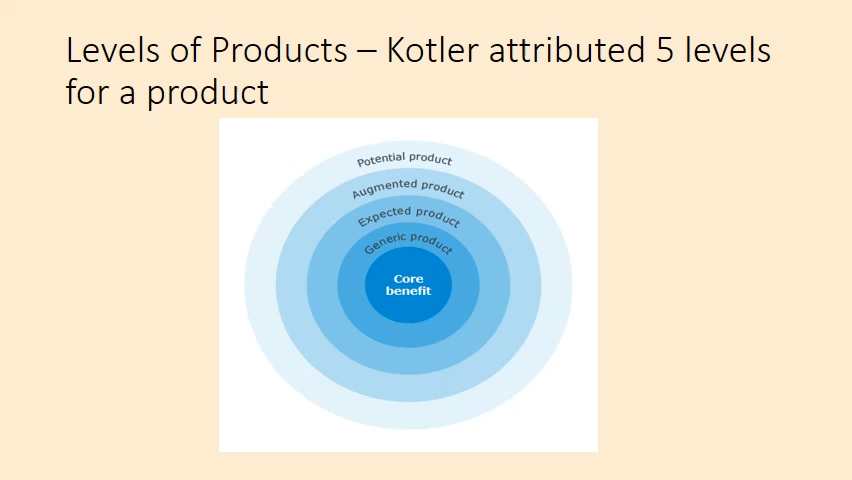 Levels of Products – Kotler attributed 5 levels
for a product
Potential product
Augmented product
Expected product
Generic product
Core
benefit